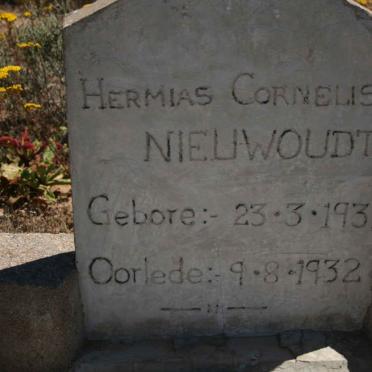 Hermias Cornelis
NIEUWOUDT
Gebore:- 23·3·193
Oorlede:- 9·8·1932